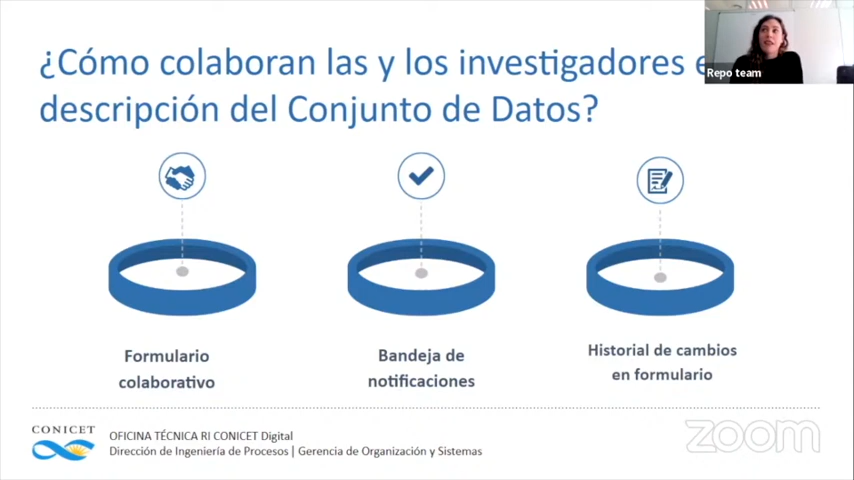 ¿Cómo colaboran las y los investigadores e
descripción del Conjunto de Datos?
Repo team
Formulario
colaborativo
Bandeja de
notificaciones
Historial de cambios
en formulario
CONICET
OFICINA TÉCNICA RI CONICET Digital
Dirección de Ingeniería de Procesos | Gerencia de Organización y Sistemas
zoom